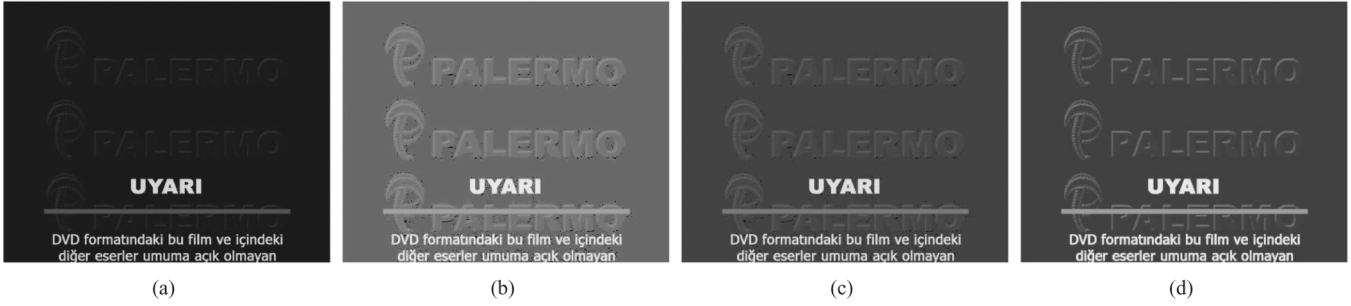 PALERMO
PALERMO
PALERMO
UYARI
DVD formatındaki bu film ve içindeki
diğer eserler umuma açık olmayan
(a)
PALERMO
PALERMO
PALERMO
UYARI
DVD formatındaki bu film ve içindeki
diğer eserler umuma açık olmayan
(b)
PALERMO
PALERMO
PALERMO
UYARI
DVD formatındaki bu film ve içindeki
diğer eserler umuma açık olmayan
(c)
PALERMO
PALERMO
PALERMO
UYARI
DVD formatındaki bu film ve içindeki
diğer eserler umuma açık olmayan
(d)